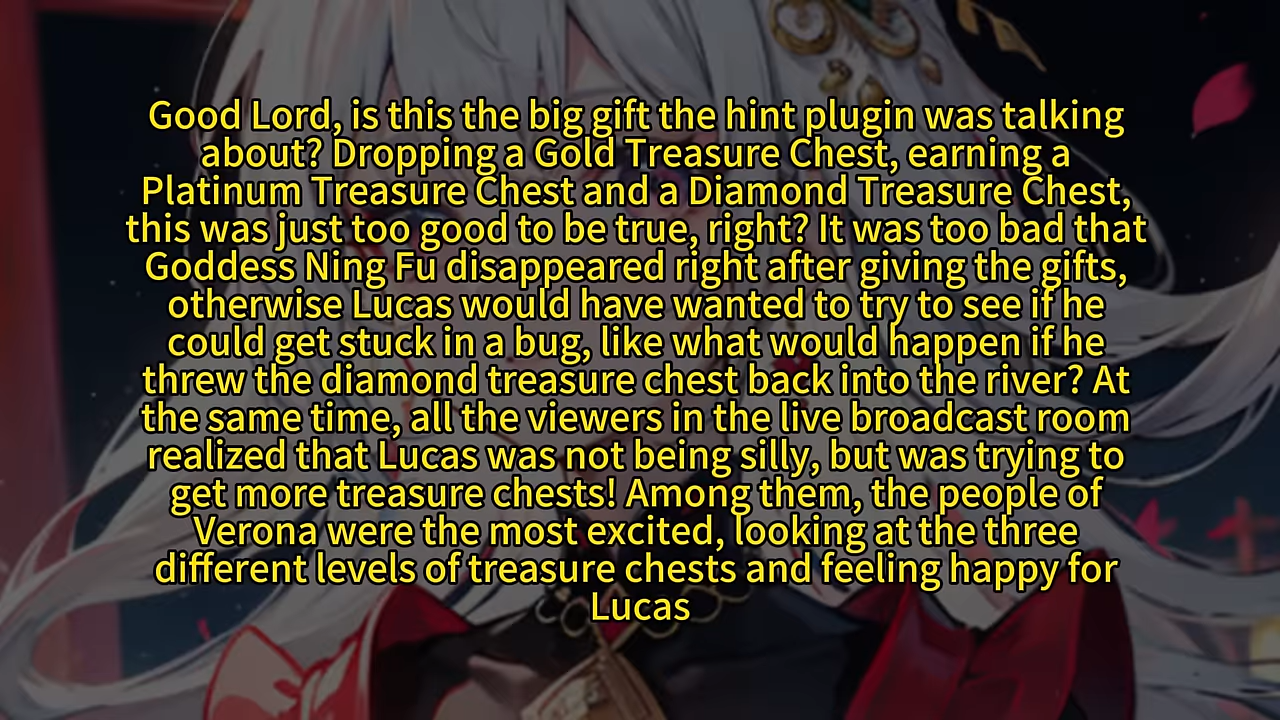 Good Lord, is this the big gift the hint plugin was talking
about? Dropping a Gold Treasure Chest, earning a
Platinum Treasure Chest and a Diamond Treasure Chest,
this was just too good to be true, right? It was too bad that
Goddess Ning Fu disappeared right after giving the gifts,
otherwise Lucas would have wanted to try to see if he
could get stuck in a bug, like what would happen if he
threw the diamond treasure chest back into the river? At
the same time, all the viewers in the live broadcast room
realized that Lucas was not being silly, but was trying to
get more treasure chests! Among them, the people of
Verona were the most excited, looking at the three
different levels of treasure chests and feeling happy for
Lucas